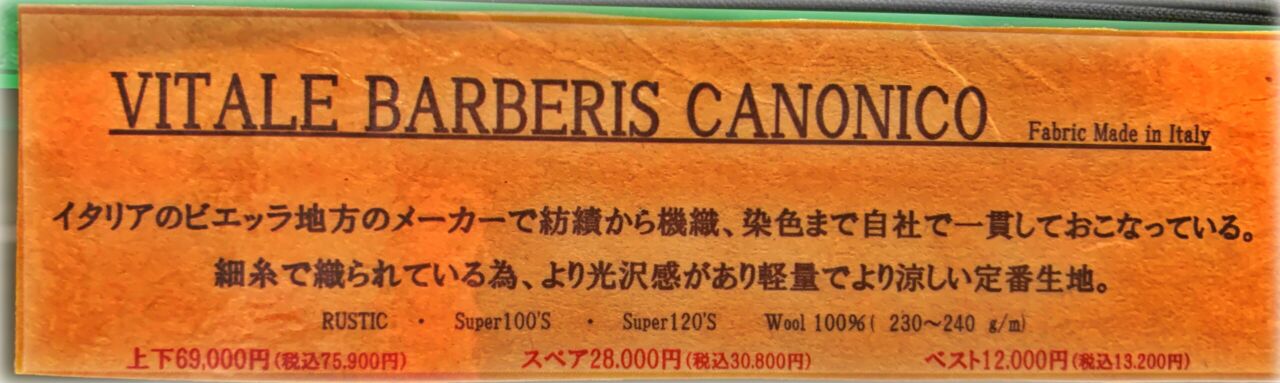 VITALE BARBERIS CANONICO Fabric Made in Italy
イタリアのビエッラ地方のメーカーで紡績から機織、染色まで自社で一貫しておこなっている。
細糸で織られている為、より光沢感があり軽量でより涼しい定番生地。
RUSTIC ・ Super100'S ・ Super120'S Wool 100%( 230～240 g/m)
上下69,000円(税込75,900円) スペア28,000円(税込30,800円) ベスト12,000円(税込13,200円)